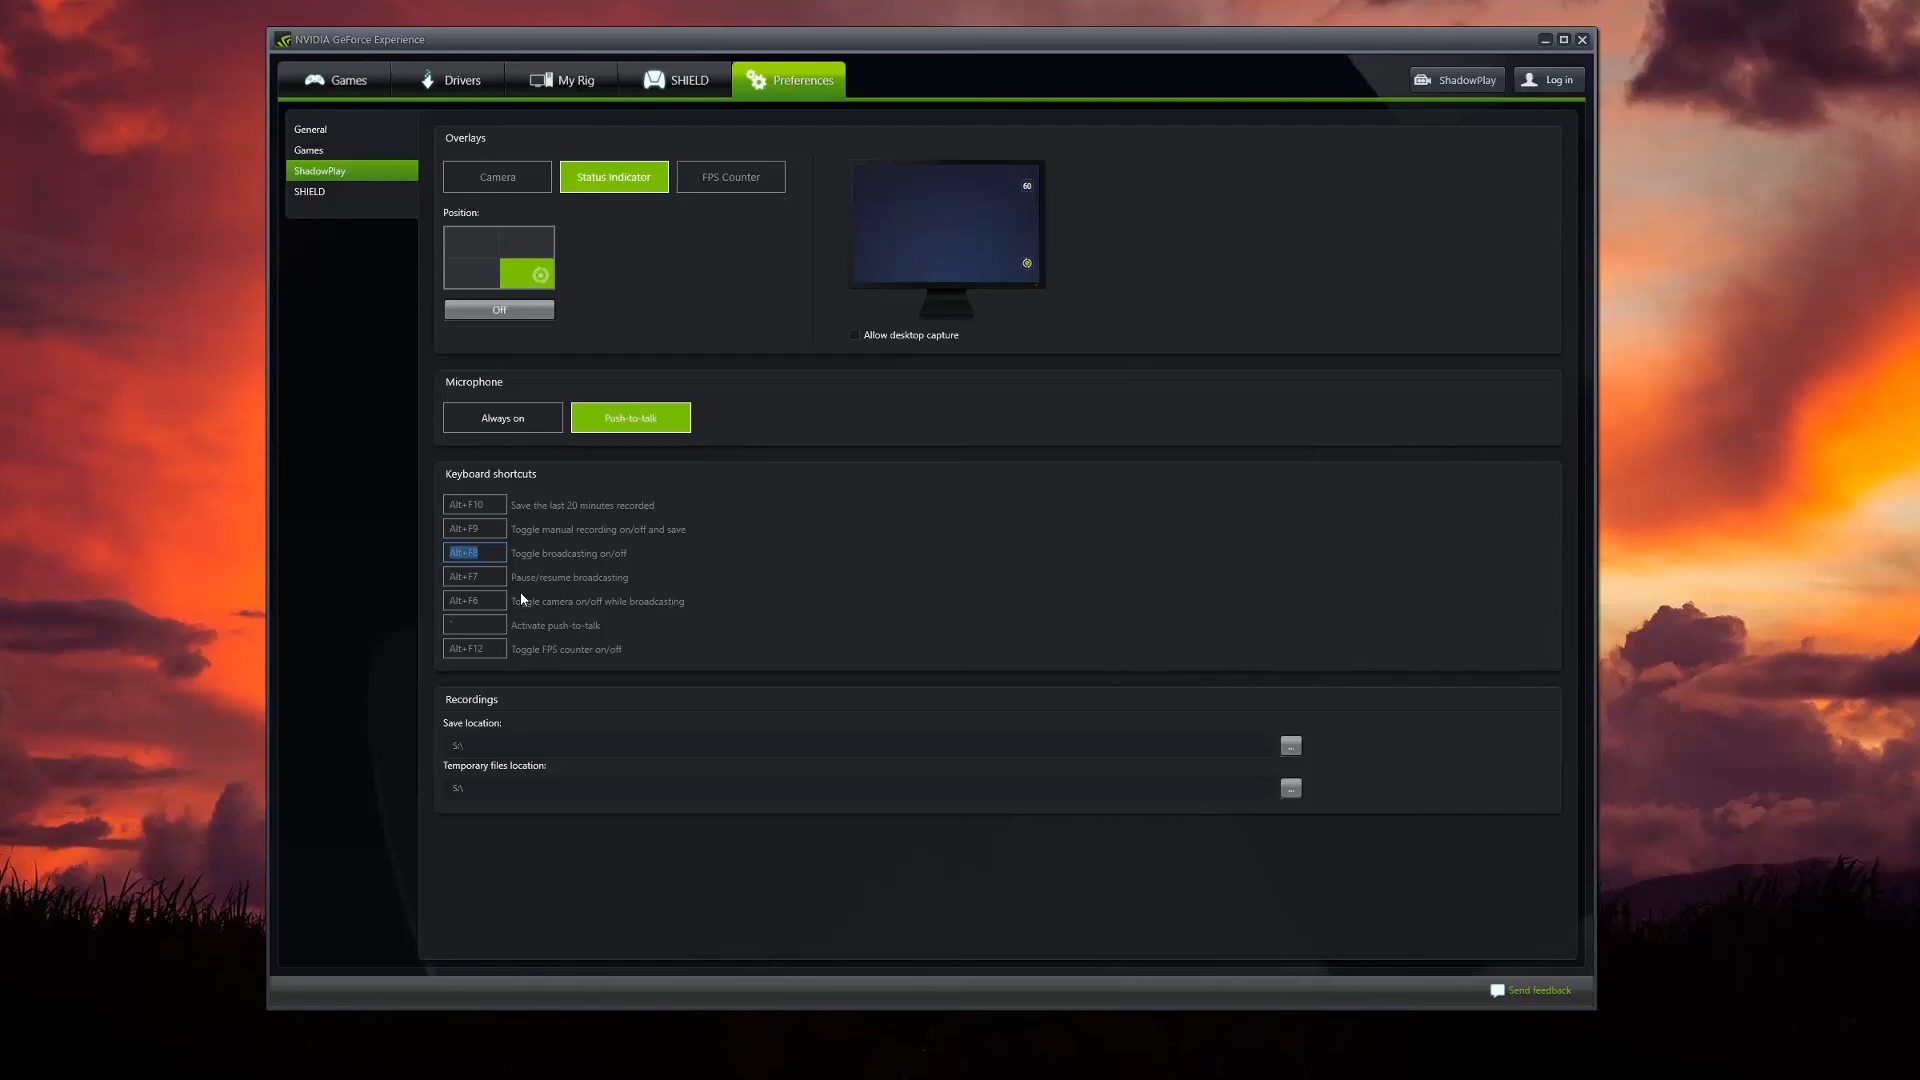 NVIDIA GeForce Experience
Games
Drivers
My Rig
SHIELD
Preferences
ShadowPlay
Log in
General
Games
ShadowPlay
SHIELD
Overlays
Camera
Status Indicator
FPS Counter
Position:
Off
60
Allow desktop capture
Microphone
Always on
Push-to-talk
Keyboard shortcuts
Alt+F10 Save the last 20 minutes recorded
Alt+F9 Toggle manual recording on/off and save
Alt+F8 Toggle broadcasting on/off
Alt+F7 Pause/resume broadcasting
Alt+F6 Toggle camera on/off while broadcasting
` Activate push-to-talk
Alt+F12 Toggle FPS counter on/off
Recordings
Save location:
S:\
...
Temporary files location:
S:\
...
Send feedback